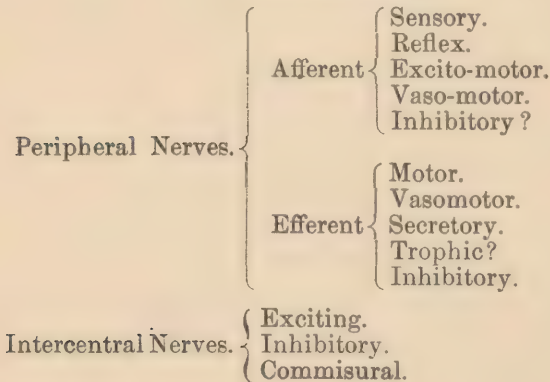 Sensory.
Reflex.
Afferent Excito-motor.
Vaso-motor.
Inhibitory ?
Peripheral Nerves.
Motor.
Vasomotor.
Efferent Secretory.
Trophic?
Inhibitory.
Exciting.
Intercentral Nerves. Inhibitory.
Commisural.